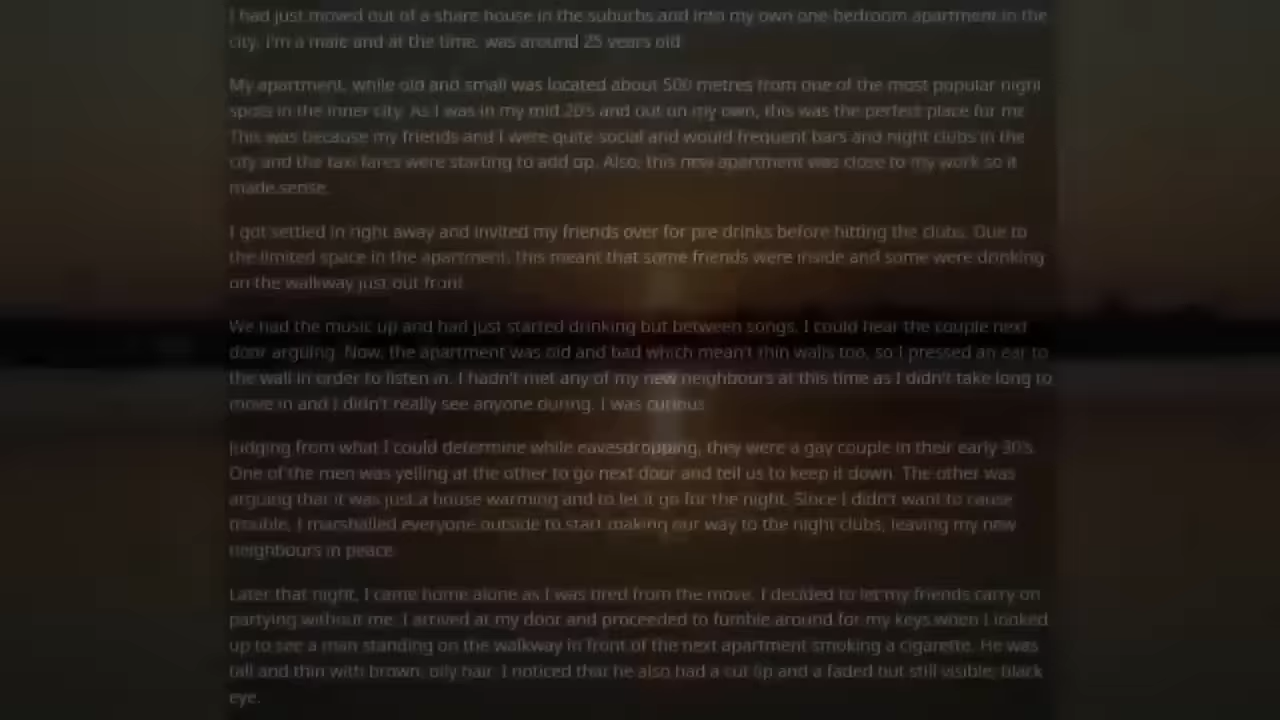 I had just moved out of a share house in the suburbs and into my own one bedroom apartment in the
city. I'm a male and at the time, was around 25 years old
My apartment, while old and small was located about 500 metres from one of the most popular night
spots in the inner city. As I was in my mid 20's and out on my own, this was the perfect place for me
This was because my friends and I were quite social and would frequent bars and night clubs in the
city and the taxi fares were starting to add up. Also, this new apartment was close to my work so it
made sense.
I got settled in right away and invited my friends over for pre drinks before hitting the clubs. Due to
the limited space in the apartment, this meant that some friends were inside and some were drinking
on the walkway just out front
We had the music up and had just started drinking but between songs, I could hear the couple next
door arguing. Now, the apartment was old and bad which mean't thin walls too, so I pressed an ear to
the wall in order to listen in. I hadn't met any of my new neighbours at this time as I didn't take long to
move in and I didn't really see anyone during. I was curious
Judging from what I could determine while eavesdropping, they were a gay couple in their early 30's.
One of the men was yelling at the other to go next door and tell us to keep it down. The other was
arguing that it was just a house warming and to let it go for the night. Since I didn't want to cause
trouble, I marshalled everyone outside to start making our way to the night clubs, leaving my new
neighbours in peace.
Later that night, I came home alone as I was tired from the move. I decided to let my friends carry on
partying without me. I arrived at my door and proceeded to fumble around for my keys when I looked
up to see a man standing on the walkway in front of the next apartment smoking a cigarette. He was
tall and thin with brown, oily hair. I noticed that he also had a cut lip and a faded but still visible, black
eye.